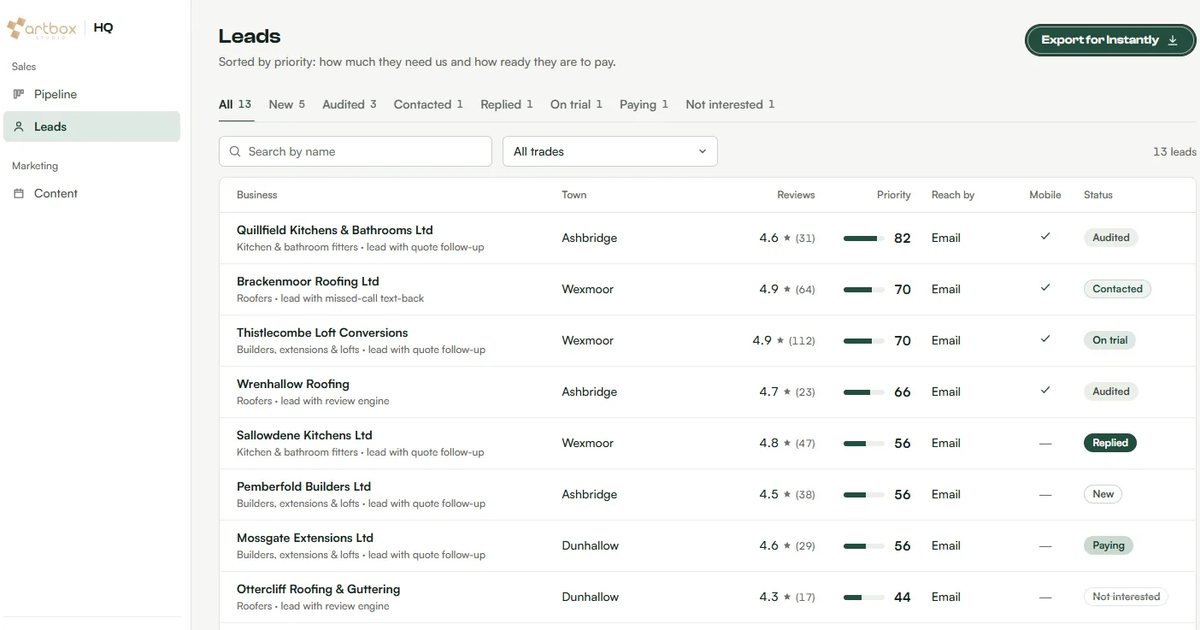 artbox HQ
STUDIO
Sales
Pipeline
Leads
Marketing
Content
Leads
Sorted by priority: how much they need us and how ready they are to pay.
Export for Instantly
All 13 New 5 Audited 3 Contacted 1 Replied 1 On trial 1 Paying 1 Not interested 1
Search by name
All trades
13 leads
Business Town Reviews Priority Reach by Mobile Status
Quillfield Kitchens & Bathrooms Ltd
Kitchen & bathroom fitters · lead with quote follow-up
Ashbridge 4.6 ★ (31) 82 Email ✓ Audited
Brackenmoor Roofing Ltd
Roofers · lead with missed-call text-back
Wexmoor 4.9 ★ (64) 70 Email ✓ Contacted
Thistlecombe Loft Conversions
Builders, extensions & lofts · lead with quote follow-up
Wexmoor 4.9 ★ (112) 70 Email ✓ On trial
Wrenhallow Roofing
Roofers · lead with review engine
Ashbridge 4.7 ★ (23) 66 Email ✓ Audited
Sallowdene Kitchens Ltd
Kitchen & bathroom fitters · lead with quote follow-up
Wexmoor 4.8 ★ (47) 56 Email — Replied
Pemberfold Builders Ltd
Builders, extensions & lofts · lead with quote follow-up
Ashbridge 4.5 ★ (38) 56 Email — New
Mossgate Extensions Ltd
Builders, extensions & lofts · lead with quote follow-up
Dunhallow 4.6 ★ (29) 56 Email — Paying
Ottercliff Roofing & Guttering
Roofers · lead with review engine
Dunhallow 4.3 ★ (17) 44 Email — Not interested